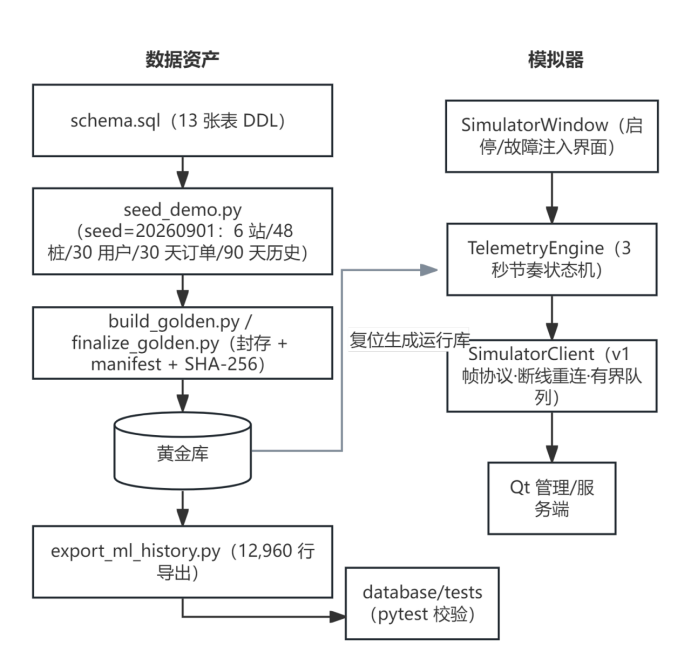 数据资产
schema.sql（13 张表 DDL）
seed_demo.py
（seed=20260901：6 站/48
桩/30 用户/30 天订单/90 天历史）
build_golden.py /
finalize_golden.py（封存 +
manifest + SHA-256）
黄金库
export_ml_history.py（12,960 行
导出）
database/tests
（pytest 校验）
复位生成运行库
模拟器
SimulatorWindow（启
停/故障注入界面）
TelemetryEngine（3
秒节奏状态机）
SimulatorClient（v1
帧协议·断线重连·有界队
列）
Qt 管理/服
务端